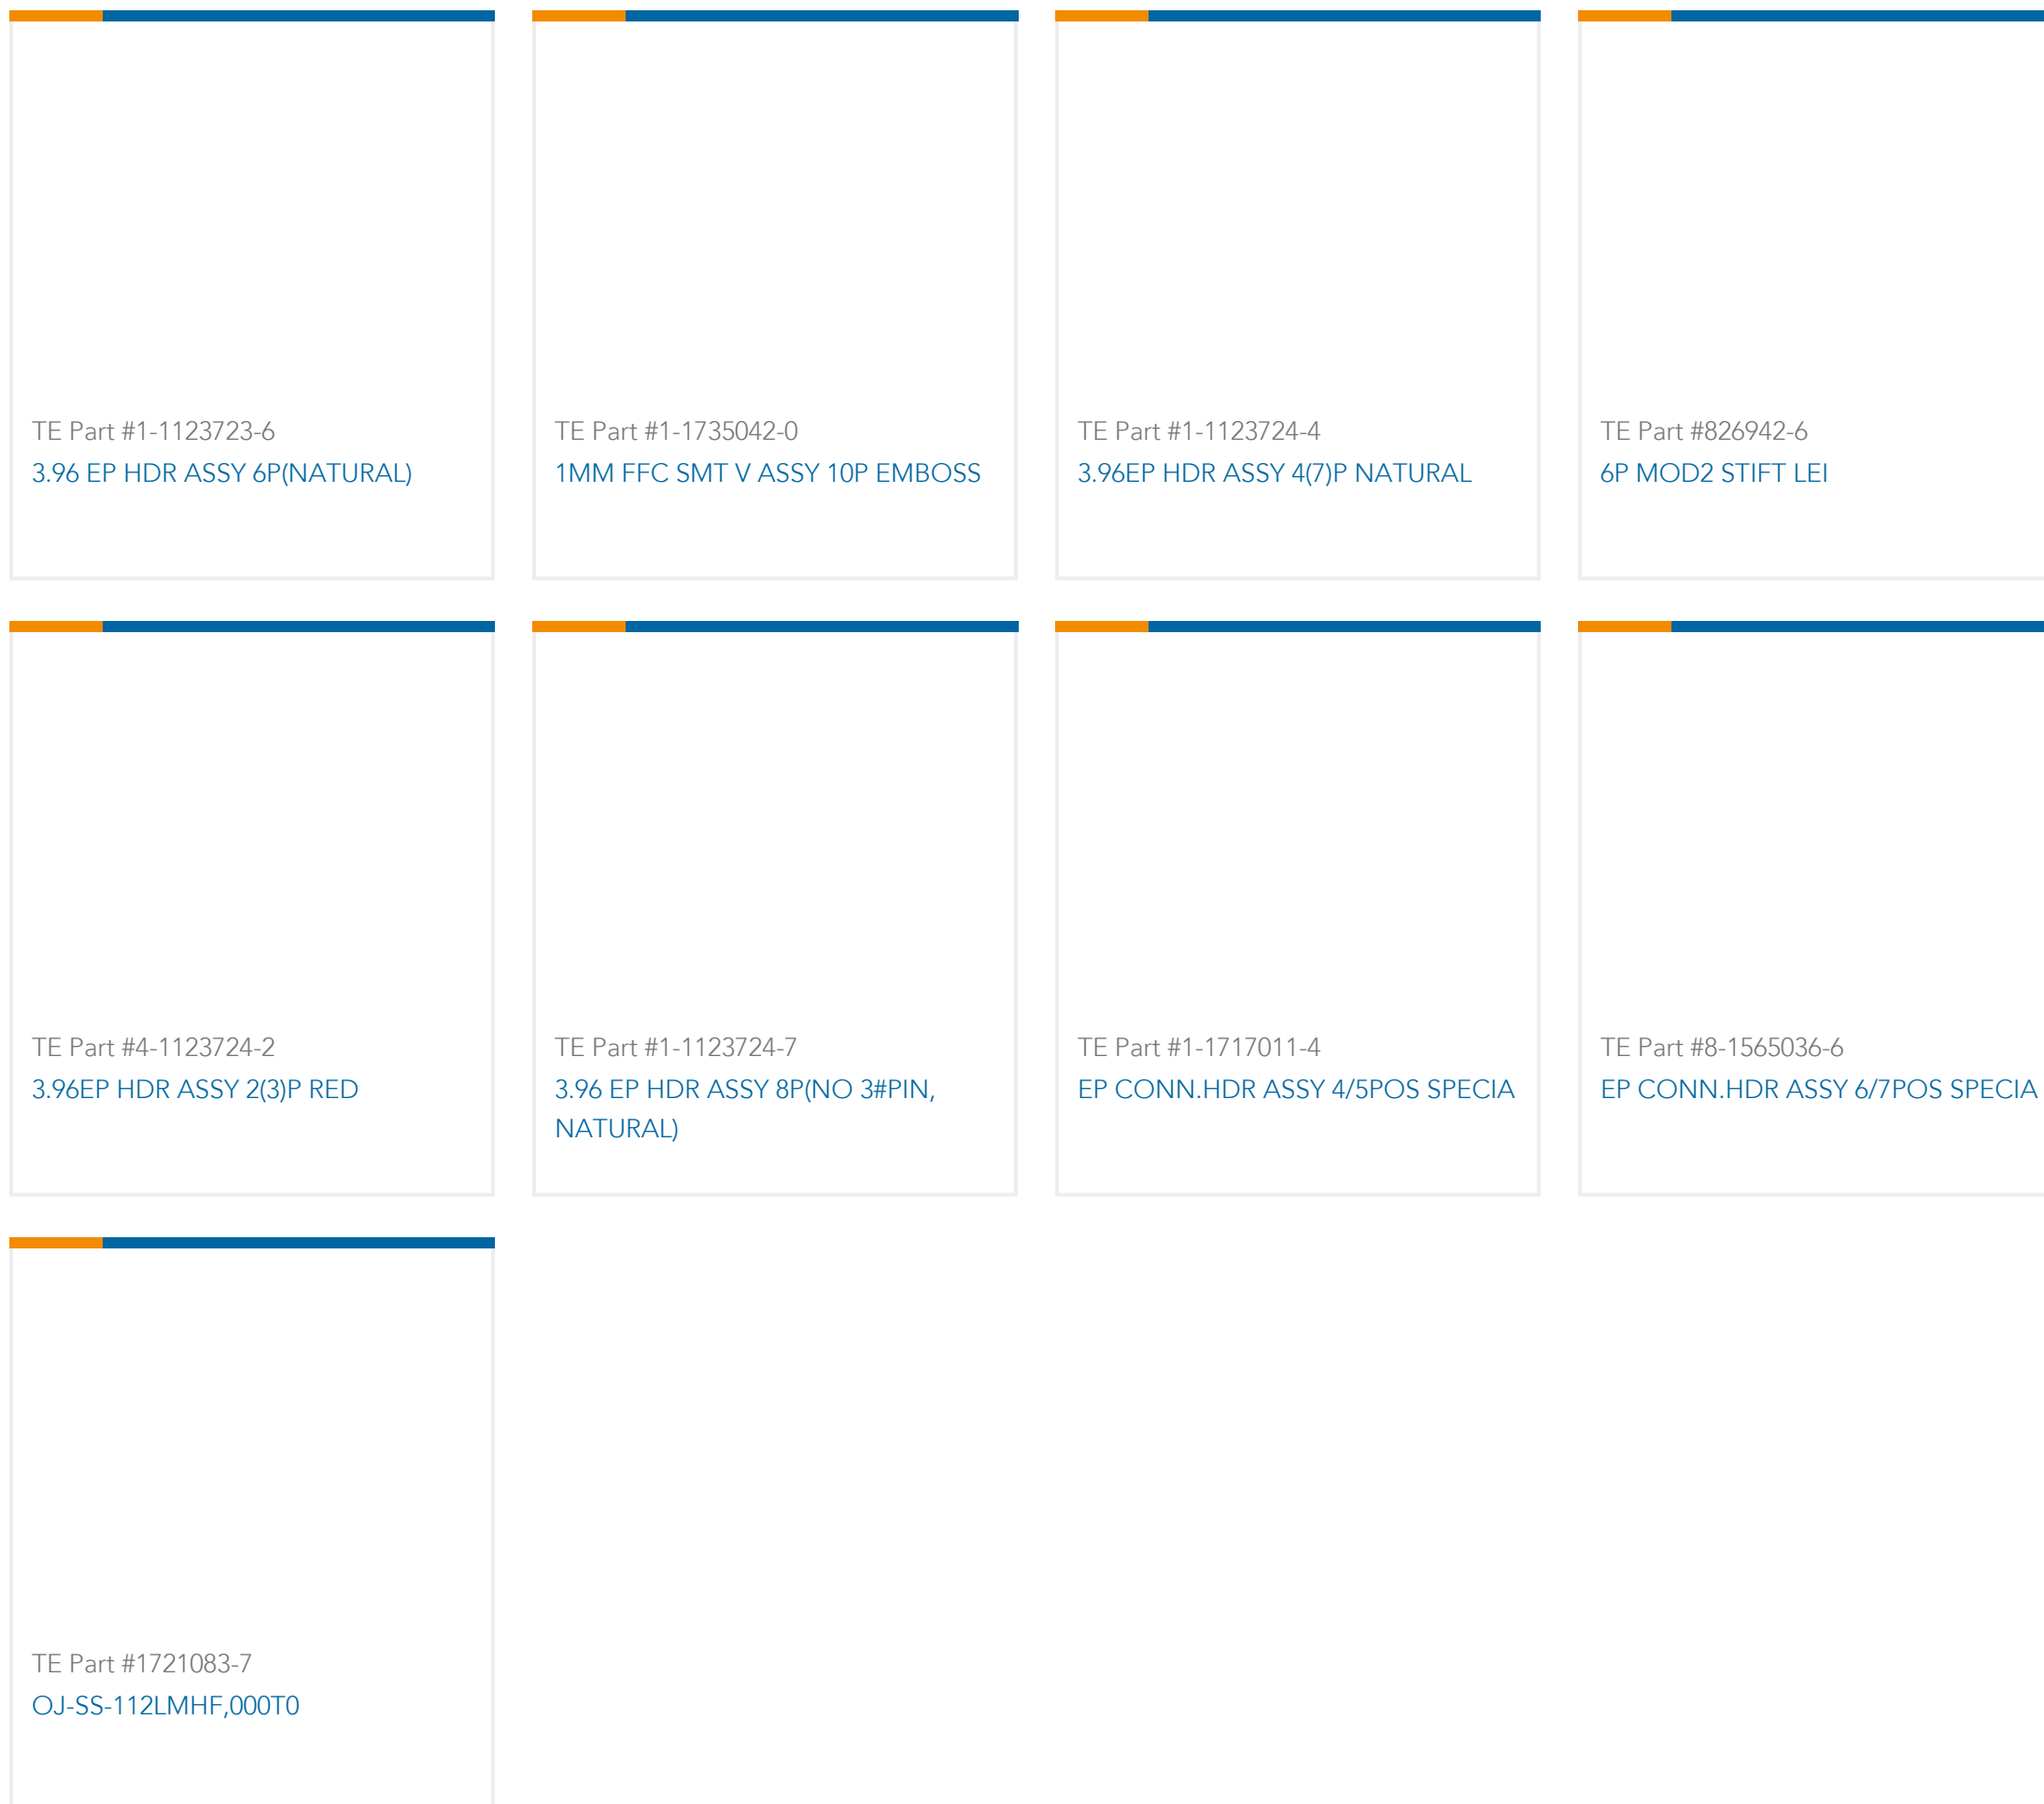 TE Part #1-1123723-6
3.96 EP HDR ASSY 6P(NATURAL)
TE Part #1-1735042-0
1MM FFC SMT V ASSY 10P EMBOSS
TE Part #1-1123724-4
3.96EP HDR ASSY 4(7)P NATURAL
TE Part #826942-6
6P MOD2 STIFT LEI
TE Part #4-1123724-2
3.96EP HDR ASSY 2(3)P RED
TE Part #1-1123724-7
3.96 EP HDR ASSY 8P(NO 3#PIN,
NATURAL)
TE Part #1-1717011-4
EP CONN.HDR ASSY 4/5POS SPECIA
TE Part #8-1565036-6
EP CONN.HDR ASSY 6/7POS SPECIA
TE Part #1721083-7
OJ-SS-112LMHF,000T0